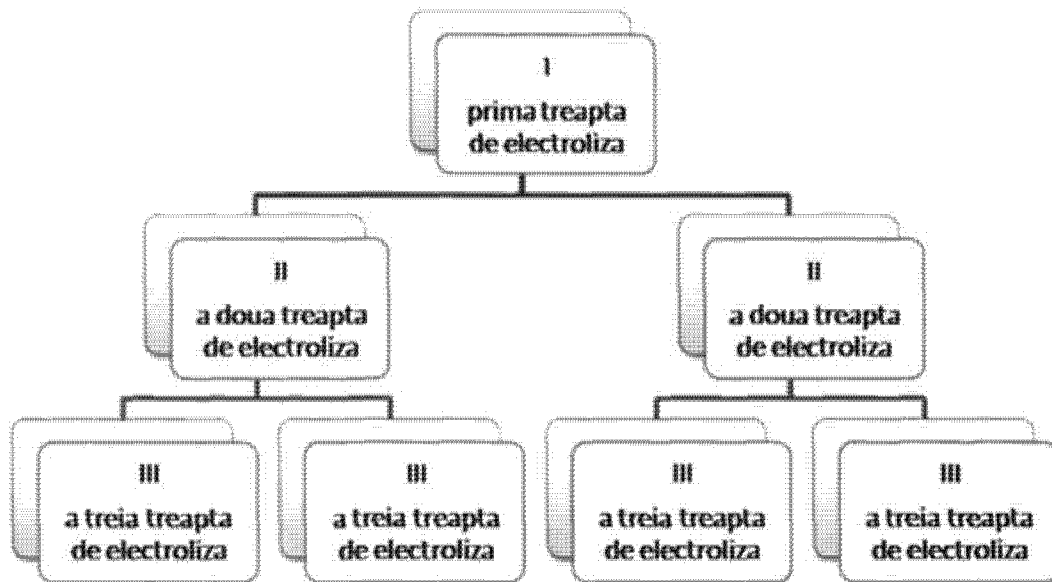 I
prima treapta
de electroliza
II
a doua treapta
de electroliza
II
a doua treapta
de electroliza
III
a treia treapta
de electroliza
III
a treia treapta
de electroliza
III
a treia treapta
de electroliza
III
a treia treapta
de electroliza